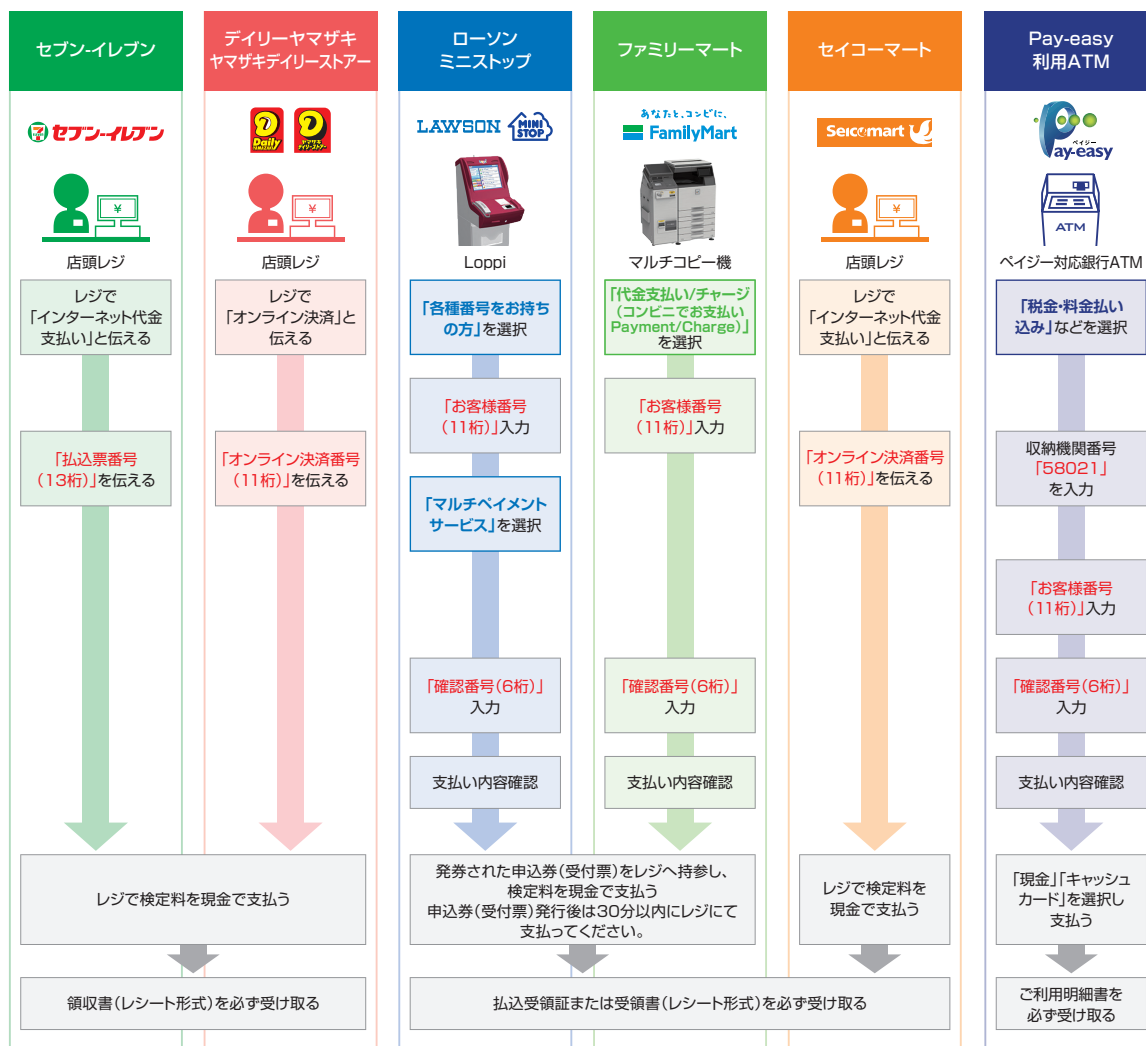 セブン-イレブン
セブン-イレブン
¥
店頭レジ
レジで
「インターネット代金
支払い」と伝える
「払込票番号
(13桁)」を伝える
デイリーヤマザキ
ヤマザキデイリーストアー
Daily
YAMAZAKI
ヤマザキ
デイリーストアー
¥
店頭レジ
レジで
「オンライン決済」と
伝える
「オンライン決済番号
(11桁)」を伝える
レジで検定料を現金で支払う
領収書(レシート形式)を必ず受け取る
ローソン
ミニストップ
LAWSON
MINI
STOP
Loppi
「各種番号をお持ち
の方」を選択
「お客様番号
(11桁)」入力
「マルチペイメント
サービス」を選択
「確認番号(6桁)」
入力
支払い内容確認
ファミリーマート
あなたと、コンビに、
FamilyMart
マルチコピー機
「代金支払い/チャージ
(コンビニでお支払い
Payment/Charge)」
を選択
「お客様番号
(11桁)」入力
「確認番号(6桁)」
入力
支払い内容確認
発券された申込券(受付票)をレジへ持参し、
検定料を現金で支払う
申込券(受付票)発行後は30分以内にレジにて
支払ってください。
セイコーマート
Seicomart
¥
店頭レジ
レジで
「インターネット代金
支払い」と伝える
「オンライン決済番号
(11桁)」を伝える
レジで検定料を
現金で支払う
払込受領証または受領書(レシート形式)を必ず受け取る
Pay-easy
利用ATM
ペイジー
Pay-easy
ATM
ペイジー対応銀行ATM
「税金・料金払い
込み」などを選択
収納機関番号
「58021」
を入力
「お客様番号
(11桁)」入力
「確認番号(6桁)」
入力
支払い内容確認
「現金」「キャッシュ
カード」を選択し
支払う
ご利用明細書を
必ず受け取る